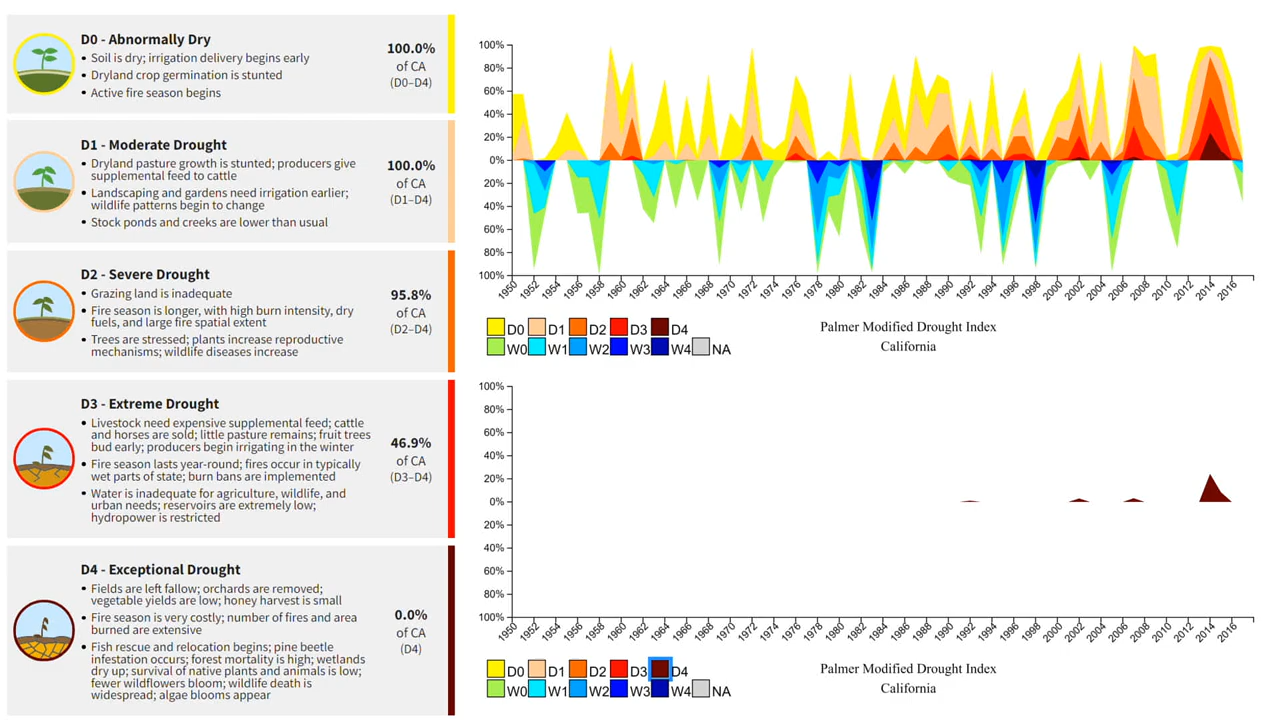 D0 - Abnormally Dry
• Soil is dry; irrigation delivery begins early
• Dryland crop germination is stunted
• Active fire season begins
100.0%
of CA
(D0–D4)
D1 - Moderate Drought
• Dryland pasture growth is stunted; producers give
supplemental feed to cattle
• Landscaping and gardens need irrigation earlier;
wildlife patterns begin to change
• Stock ponds and creeks are lower than usual
100.0%
of CA
(D1–D4)
D2 - Severe Drought
• Grazing land is inadequate
• Fire season is longer, with high burn intensity, dry
fuels, and large fire spatial extent
• Trees are stressed; plants increase reproductive
mechanisms; wildlife diseases increase
95.8%
of CA
(D2–D4)
D3 - Extreme Drought
• Livestock need expensive supplemental feed; cattle
and horses are sold; little pasture remains; fruit trees
bud early; producers begin irrigating in the winter
• Fire season lasts year-round; fires occur in typically
wet parts of state; burn bans are implemented
• Water is inadequate for agriculture, wildlife, and
urban needs; reservoirs are extremely low;
hydropower is restricted
46.9%
of CA
(D3–D4)
D4 - Exceptional Drought
• Fields are left fallow; orchards are removed;
vegetable yields are low; honey harvest is small
• Fire season is very costly; number of fires and area
burned are extensive
• Fish rescue and relocation begins; pine beetle
infestation occurs; forest mortality is high; wetlands
dry up; survival of native plants and animals is low;
fewer wildflowers bloom; wildlife death is
widespread; algae blooms appear
0.0%
of CA
(D4)
100%
80%
60%
40%
20%
0%
20%
40%
60%
80%
100%
1950 1952 1954 1956 1958 1960 1962 1964 1966 1968 1970 1972 1974 1976 1978 1980 1982 1984 1986 1988 1990 1992 1994 1996 1998 2000 2002 2004 2006 2008 2010 2012 2014 2016
D0 D1 D2 D3 D4
W0 W1 W2 W3 W4 NA
Palmer Modified Drought Index
California
100%
80%
60%
40%
20%
0%
20%
40%
60%
80%
100%
1950 1952 1954 1956 1958 1960 1962 1964 1966 1968 1970 1972 1974 1976 1978 1980 1982 1984 1986 1988 1990 1992 1994 1996 1998 2000 2002 2004 2006 2008 2010 2012 2014 2016
D0 D1 D2 D3 D4
W0 W1 W2 W3 W4 NA
Palmer Modified Drought Index
California